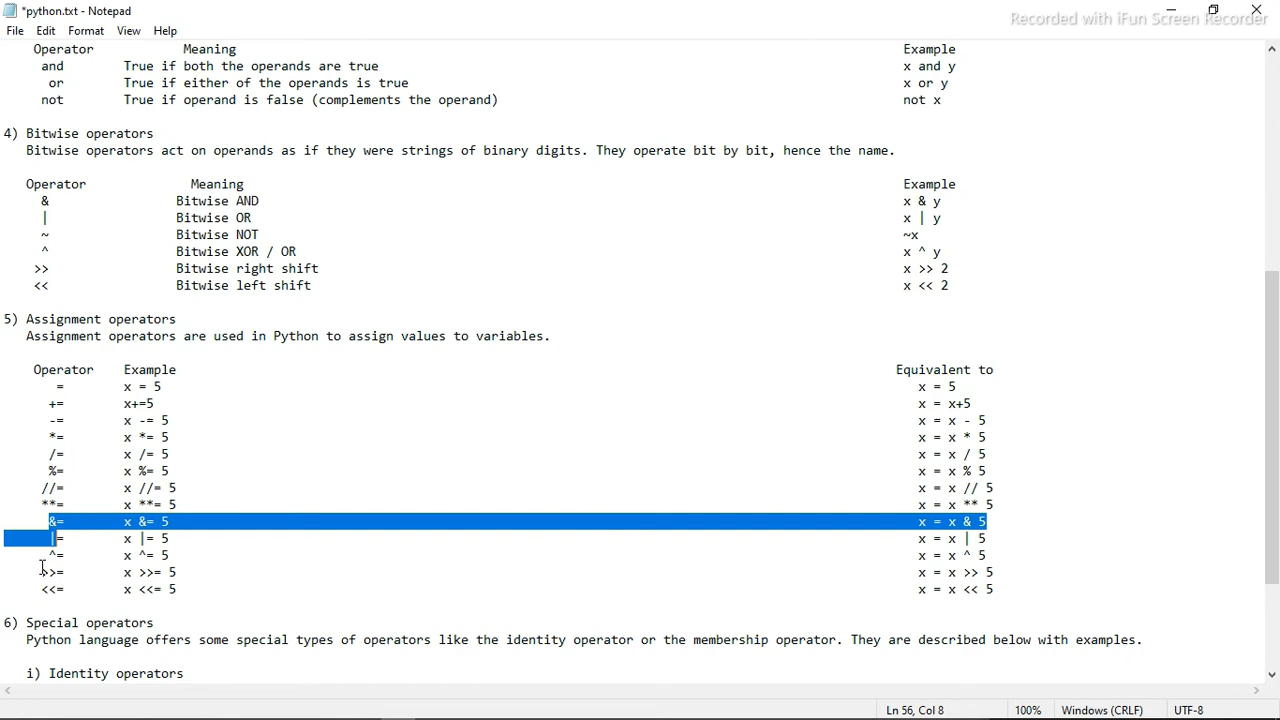 *python.txt - Notepad
Recorded with iFun Screen Recorder
File Edit Format View Help
Operator Meaning Example
and True if both the operands are true x and y
or True if either of the operands is true x or y
not True if operand is false (complements the operand) not x
4) Bitwise operators
Bitwise operators act on operands as if they were strings of binary digits. They operate bit by bit, hence the name.
Operator Meaning Example
& Bitwise AND x & y
| Bitwise OR x | y
~ Bitwise NOT ~x
^ Bitwise XOR / OR x ^ y
>> Bitwise right shift x >> 2
<< Bitwise left shift x << 2
5) Assignment operators
Assignment operators are used in Python to assign values to variables.
Operator Example Equivalent to
= x = 5 x = 5
+= x+=5 x = x+5
-= x -= 5 x = x - 5
*= x *= 5 x = x * 5
/= x /= 5 x = x / 5
%= x %= 5 x = x % 5
//= x //= 5 x = x // 5
**= x **= 5 x = x ** 5
&= x &= 5 x = x & 5
|= x |= 5 x = x | 5
^= x ^= 5 x = x ^ 5
>>= x >>= 5 x = x >> 5
<<= x <<= 5 x = x << 5
6) Special operators
Python language offers some special types of operators like the identity operator or the membership operator. They are described below with examples.
i) Identity operators
Ln 56, Col 8 100% Windows (CRLF) UTF-8